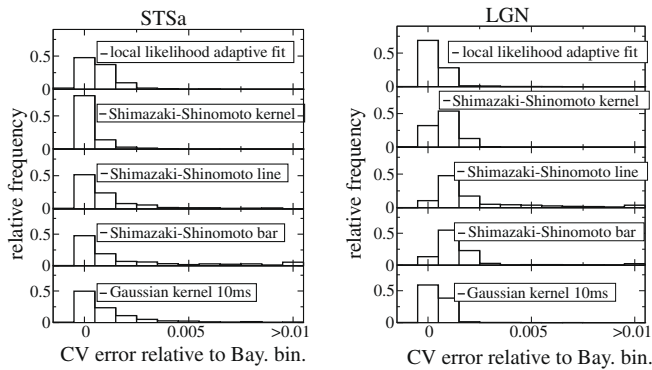 STSa
relative frequency
0.5
local likelihood adaptive fit
0.5
Shimazaki-Shinomoto kernel
0
0.5
Shimazaki-Shinomoto line
0
0.5
Shimazaki-Shinomoto bar
0
0.5
Gaussian kernel 10ms
0
0 0.005 >0.01
CV error relative to Bay. bin.
LGN
relative frequency
0.5
local likelihood adaptive fit
0.5
Shimazaki-Shinomoto kernel
0
0.5
Shimazaki-Shinomoto line
0
0.5
Shimazaki-Shinomoto bar
0
0.5
Gaussian kernel 10ms
0
0 0.005 >0.01
CV error relative to Bay. bin.